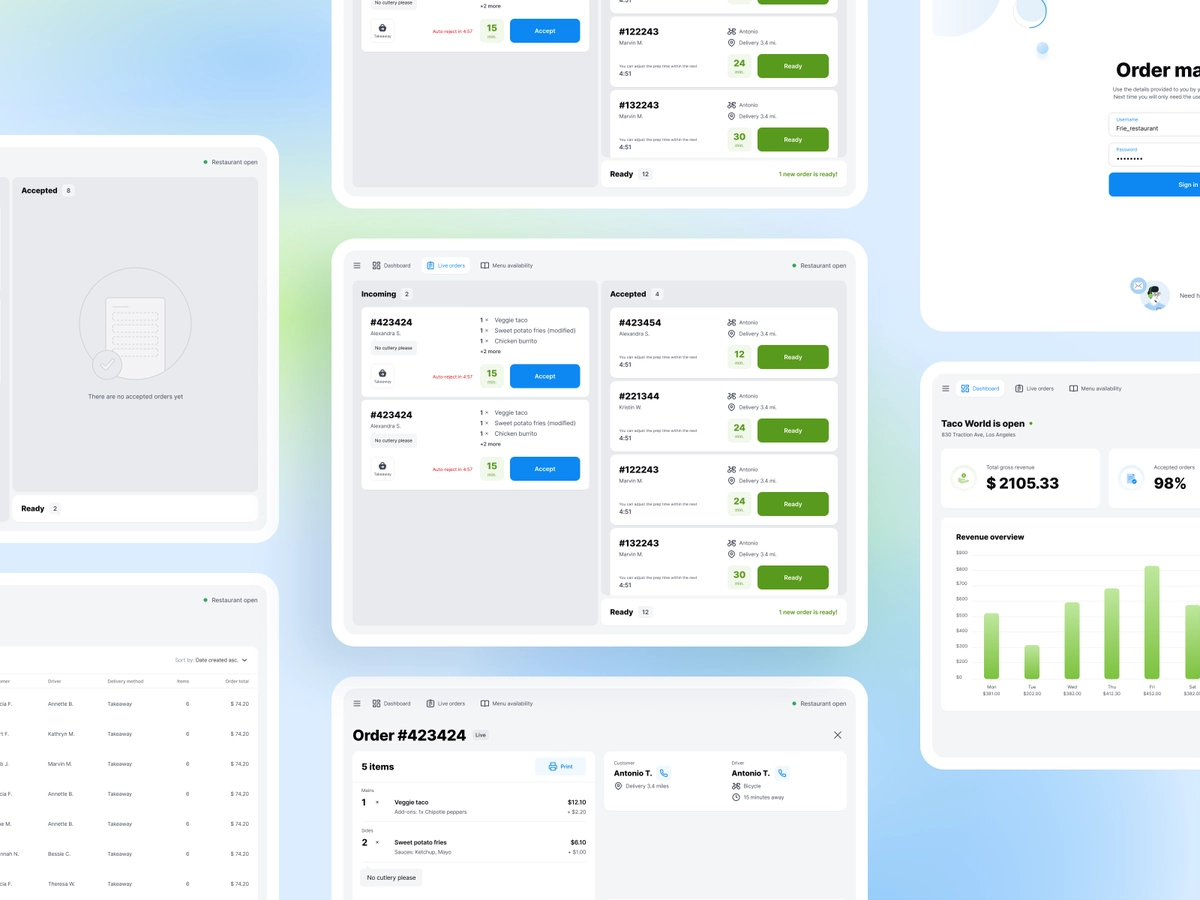 Restaurant open
Accepted 8
There are no accepted orders yet
Ready 2
Restaurant open
Sort by: Date created asc.
Driver Delivery method Items Order total
Annette B. Takeaway 6 $ 74.20
Kathryn M. Takeaway 6 $ 74.20
Marvin M. Takeaway 6 $ 74.20
Annette B. Takeaway 6 $ 74.20
Annette B. Takeaway 6 $ 74.20
Bessie C. Takeaway 6 $ 74.20
Theresa W. Takeaway 6 $ 74.20
No cutlery please
+2 more
Takeaway
Auto reject in 4:57
15
min.
Accept
4:51
#122243
Marvin M.
Antonio
Delivery 3.4 mi.
You can adjust the prep time within the next
4:51
24
min.
Ready
#132243
Marvin M.
Antonio
Delivery 3.4 mi.
You can adjust the prep time within the next
4:51
30
min.
Ready
Ready 12
1 new order is ready!
Dashboard
Live orders
Menu availability
Restaurant open
Incoming 2
#423424
Alexandra S.
No cutlery please
1 × Veggie taco
1 × Sweet potato fries (modified)
1 × Chicken burrito
+2 more
Takeaway
Auto reject in 4:57
15
min.
Accept
#423424
Alexandra S.
No cutlery please
1 × Veggie taco
1 × Sweet potato fries (modified)
1 × Chicken burrito
+2 more
Takeaway
Auto reject in 4:57
15
min.
Accept
Accepted 4
#423454
Alexandra S.
Antonio
Delivery 3.4 mi.
You can adjust the prep time within the next
4:51
12
min.
Ready
#221344
Kristin W.
Antonio
Delivery 3.4 mi.
You can adjust the prep time within the next
4:51
24
min.
Ready
#122243
Marvin M.
Antonio
Delivery 3.4 mi.
You can adjust the prep time within the next
4:51
24
min.
Ready
#132243
Marvin M.
Antonio
Delivery 3.4 mi.
You can adjust the prep time within the next
4:51
30
min.
Ready
Ready 12
1 new order is ready!
Dashboard
Live orders
Menu availability
Restaurant open
Order #423424 Live
5 items
Print
Mains
1 × Veggie taco $12.10
Add-ons: 1x Chipotle peppers + $2.20
Sides
2 × Sweet potato fries $6.10
Sauces: Ketchup, Mayo + $1.00
No cutlery please
Customer
Antonio T.
Delivery 3.4 miles
Driver
Antonio T.
Bicycle
15 minutes away
Order ma
Use the details provided to you by y
Next time you will only need the use
Username
Frie_restaurant
Password
••••••••
Sign in
Need h
Dashboard
Live orders
Menu availability
Taco World is open
930 Traction Ave, Los Angeles
Total gross revenue
$ 2105.33
Accepted orders
98%
Revenue overview
$900
$800
$700
$600
$500
$400
$300
$200
$0
Mon Tue Wed Thu Fri Sat
$381.00 $202.00 $382.00 $412.00 $452.00 $382.00